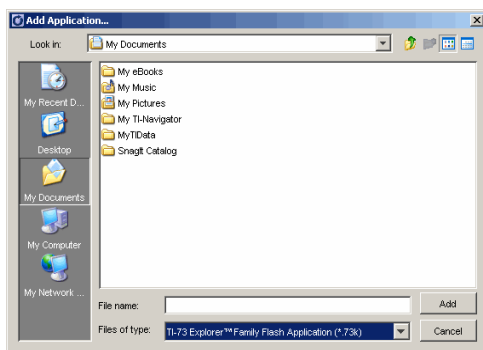 Add Application...
Look in: My Documents
My Recent D...
Desktop
My Documents
My Computer
My Network ...
My eBooks
My Music
My Pictures
My TI-Navigator
MyTIData
SnagIt Catalog
File name: Add
Files of type: TI-73 Explorer™ Family Flash Application (*.73k) Cancel